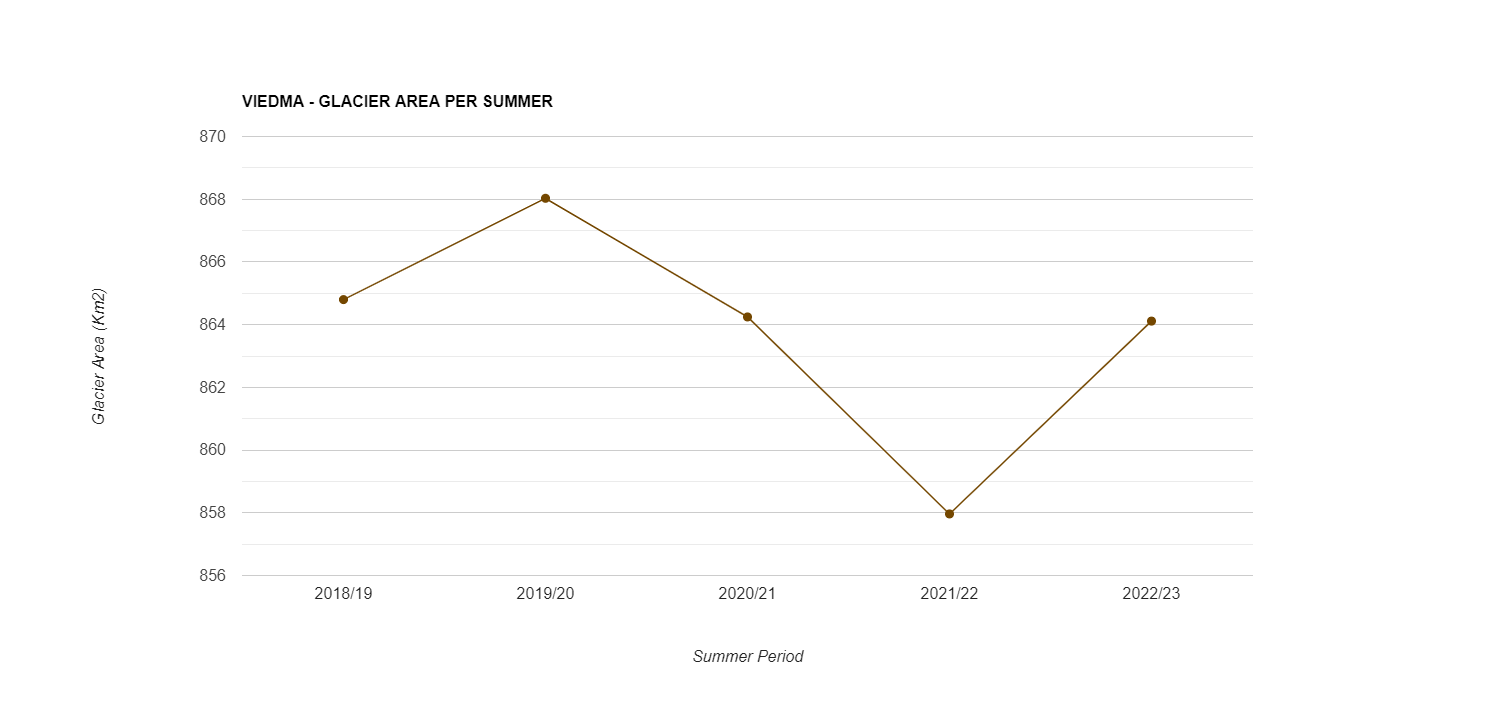 VIEDMA - GLACIER AREA PER SUMMER
870
868
866
864
862
860
858
856
Glacier Area (Km2)
2018/19 2019/20 2020/21 2021/22 2022/23
Summer Period